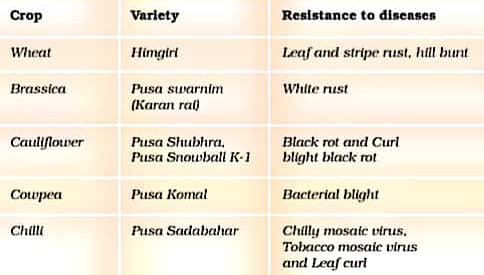 Crop Variety Resistance to diseases
Wheat Himgiri Leaf and stripe rust, hill bunt
Brassica Pusa swarnim White rust
(Karan rai)
Cauliflower Pusa Shubhra, Black rot and Curl
Pusa Snowball K-1 blight black rot
Cowpea Pusa Komal Bacterial blight
Chilli Pusa Sadabahar Chilly mosaic virus,
Tobacco mosaic virus
and Leaf curl